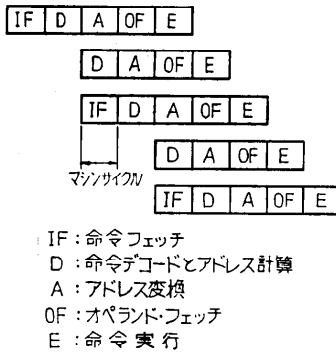 IF D A OF E
D A OF E
IF D A OF E
マシンサイクル
D A OF E
IF D A OF E
IF:命令フェッチ
D:命令デコードとアドレス計算
A:アドレス変換
OF:オペランド・フェッチ
E:命令実行